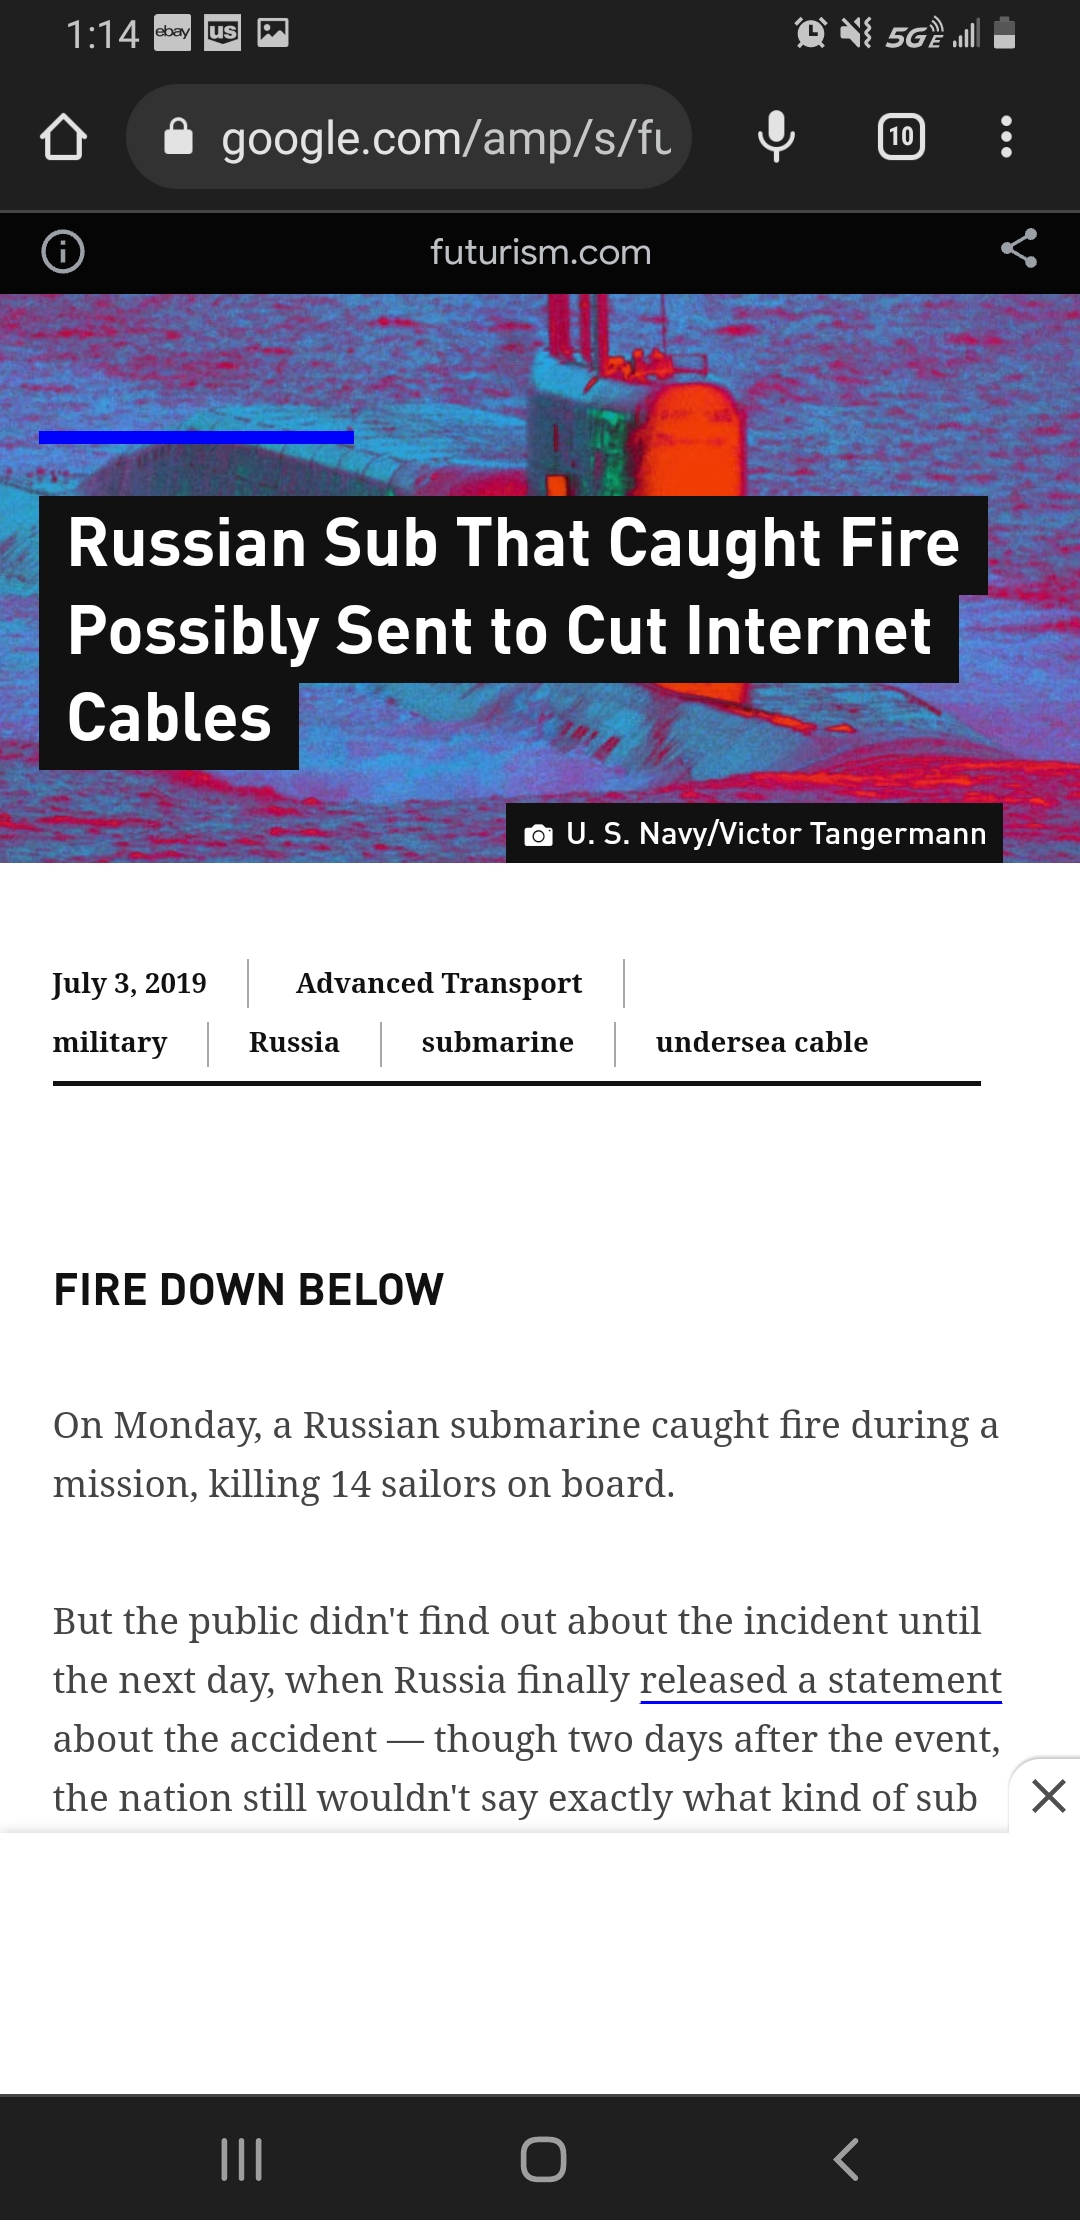 1:14 ebay us 5GE
google.com/amp/s/fu
10
futurism.com
Russian Sub That Caught Fire
Possibly Sent to Cut Internet
Cables
U. S. Navy/Victor Tangermann
July 3, 2019 Advanced Transport
military Russia submarine undersea cable
FIRE DOWN BELOW
On Monday, a Russian submarine caught fire during a
mission, killing 14 sailors on board.
But the public didn't find out about the incident until
the next day, when Russia finally released a statement
about the accident — though two days after the event,
the nation still wouldn't say exactly what kind of sub